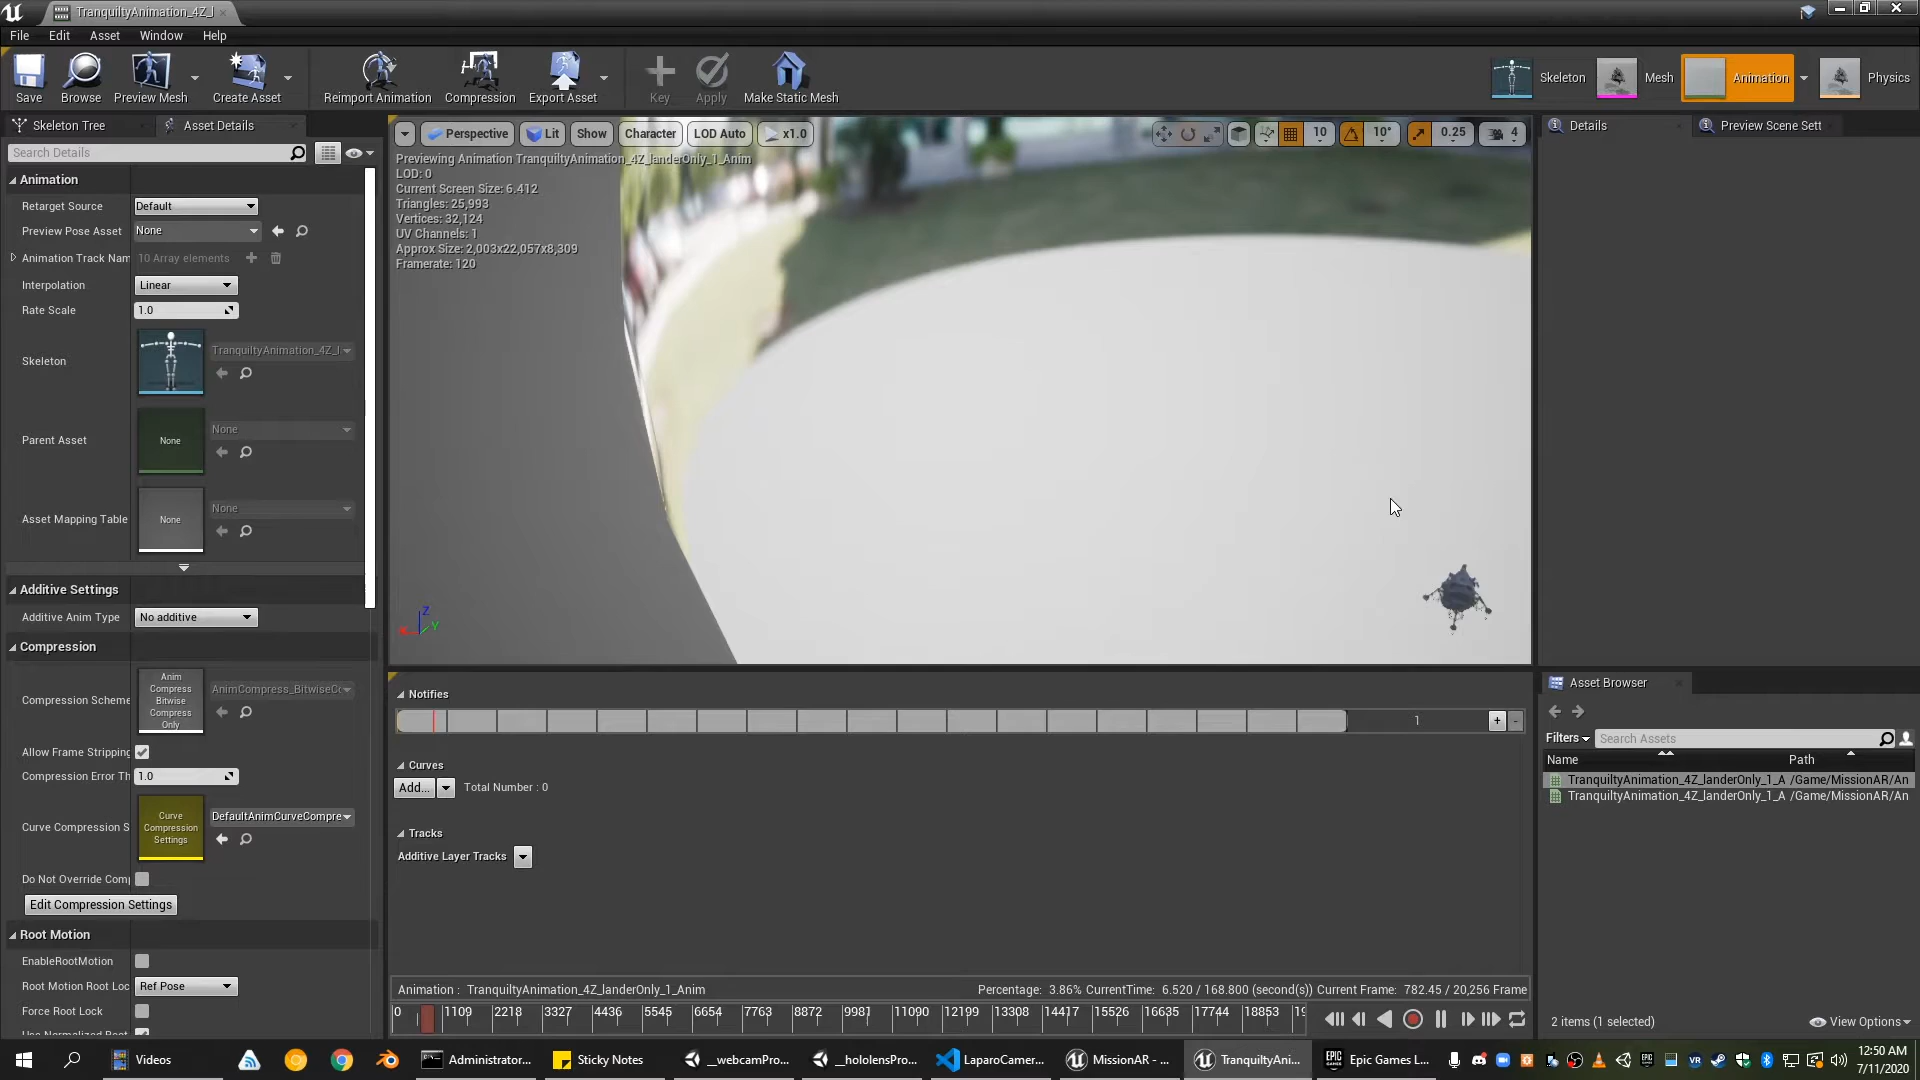 TranquiltyAnimation_4Z_l
File Edit Asset Window Help
Save Browse Preview Mesh Create Asset Reimport Animation Compression Export Asset Key Apply Make Static Mesh Skeleton Mesh Animation Physics
Skeleton Tree Asset Details
Search Details
Animation
Retarget Source Default
Preview Pose Asset None
Animation Track Nam 10 Array elements
Interpolation Linear
Rate Scale 1.0
Skeleton TranquiltyAnimation_4Z_l
Parent Asset None None
Asset Mapping Table None None
Additive Settings
Additive Anim Type No additive
Compression
Compression Scheme
Anim
Compress
Bitwise
Compress
Only
AnimCompress_BitwiseCo
Allow Frame Stripping
Compression Error Th 1.0
Curve Compression S
Curve
Compression
Settings
DefaultAnimCurveCompre
Do Not Override Comp
Edit Compression Settings
Root Motion
EnableRootMotion
Root Motion Root Loc Ref Pose
Force Root Lock
Use Normalized Root
Perspective Lit Show Character LOD Auto x1.0 10 10° 0.25 4
Previewing Animation TranquiltyAnimation_4Z_landerOnly_1_Anim
LOD: 0
Current Screen Size: 6.412
Triangles: 25,993
Vertices: 32,124
UV Channels: 1
Approx Size: 2,003x22,057x8,309
Framerate: 120
Z
X Y
Notifies
1 + -
Curves
Add... Total Number : 0
Tracks
Additive Layer Tracks
Animation : TranquiltyAnimation_4Z_landerOnly_1_Anim Percentage: 3.86% CurrentTime: 6.520 / 168.800 (second(s)) Current Frame: 782.45 / 20,256 Frame
0 1109 2218 3327 4436 5545 6654 7763 8872 9981 11090 12199 13308 14417 15526 16635 17744 18853 19
Details Preview Scene Sett
Asset Browser
Filters Search Assets
Name Path
TranquiltyAnimation_4Z_landerOnly_1_A /Game/MissionAR/An
TranquiltyAnimation_4Z_landerOnly_1_A /Game/MissionAR/An
2 items (1 selected) View Options
Videos Administrator... Sticky Notes __webcamPro... __hololensPro... LaparoCamer... MissionAR - ... TranquiltyAni... EPIC GAMES Epic Games L... VR
12:50 AM
7/11/2020